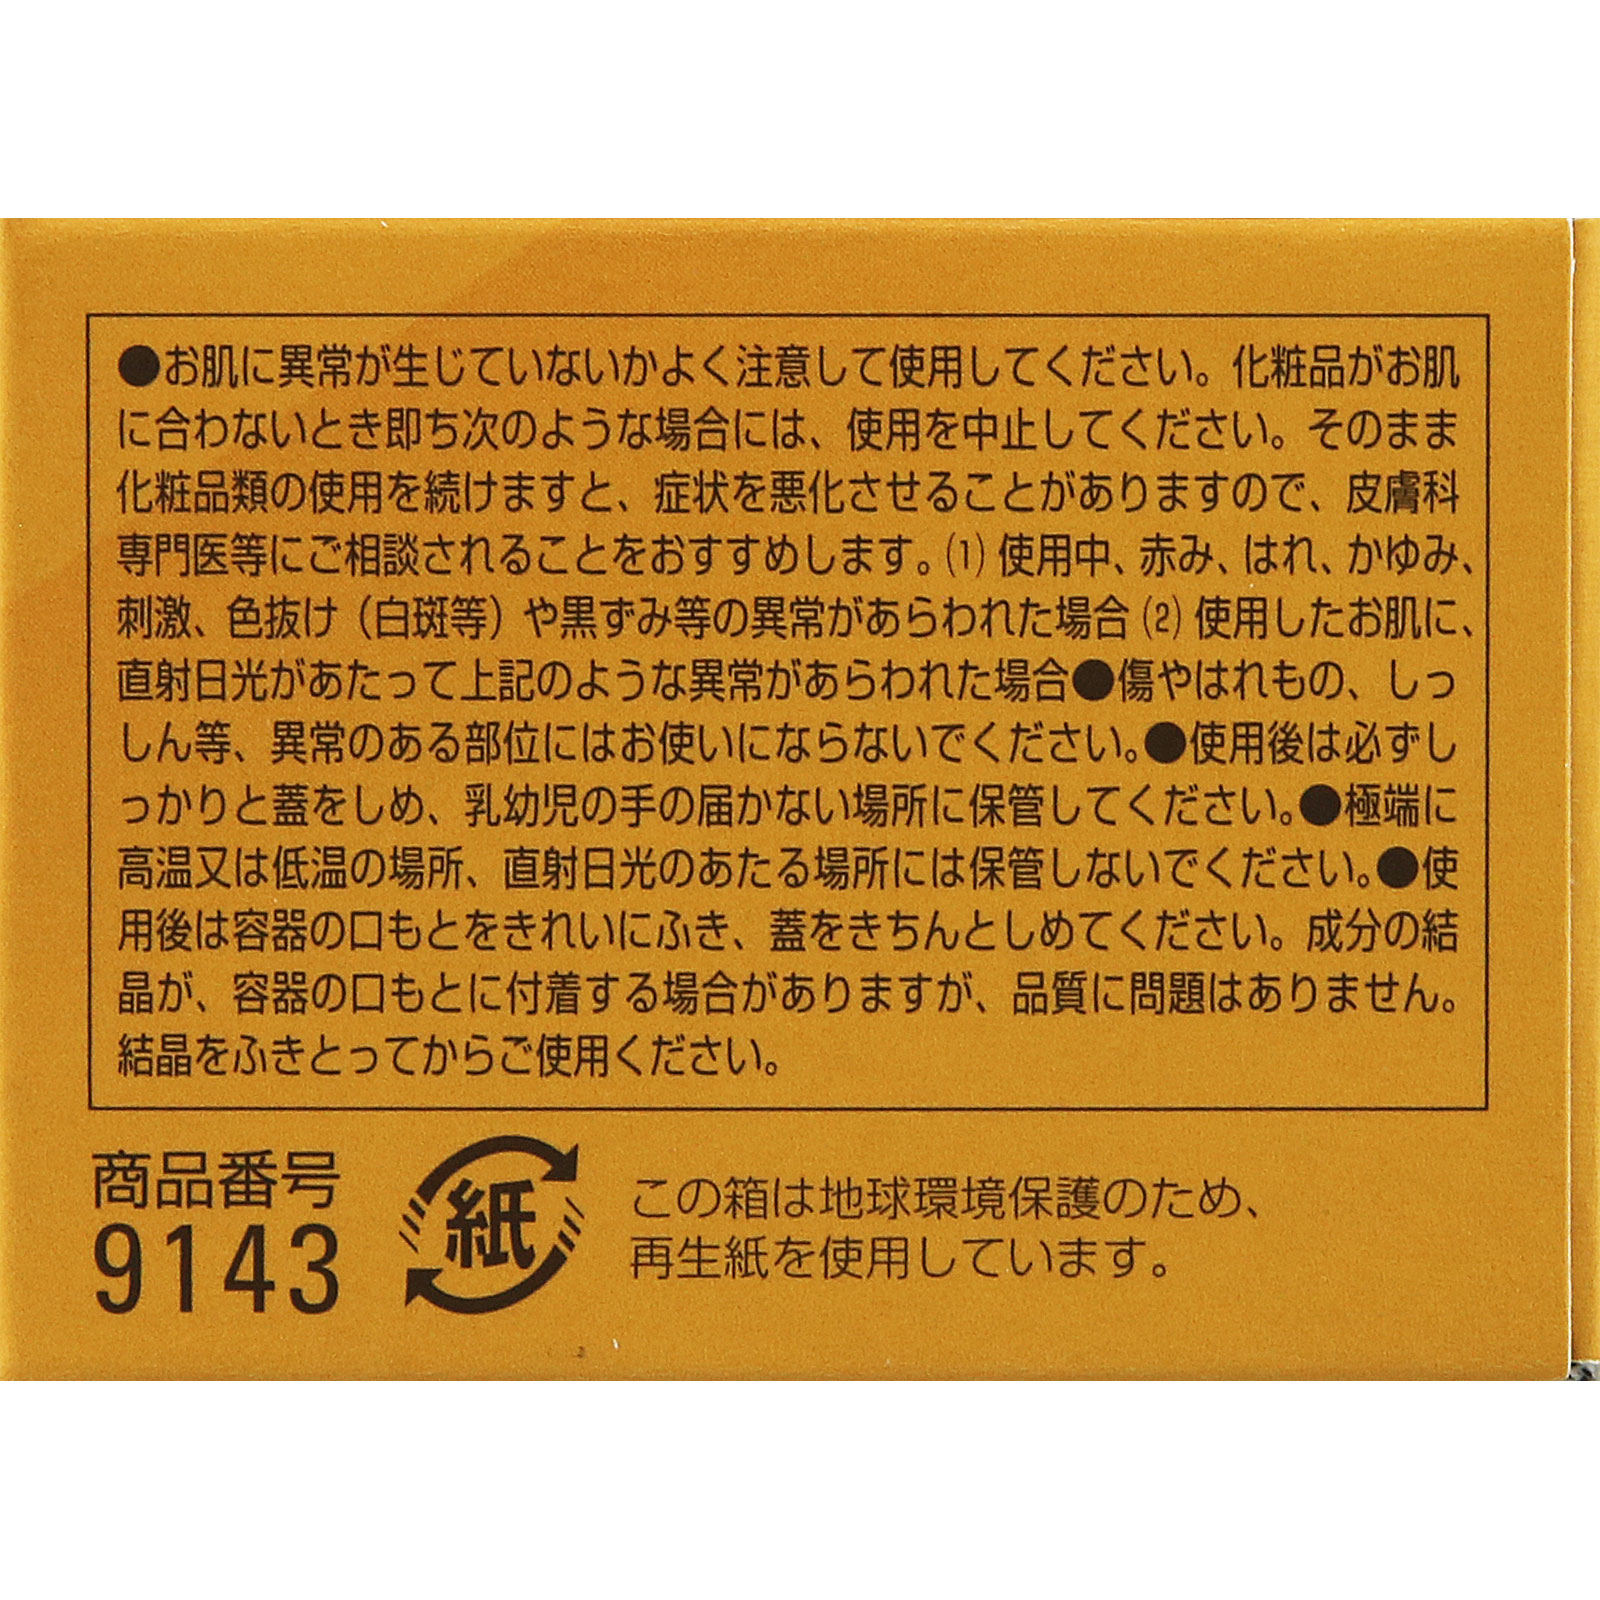 ●お肌に異常が生じていないかよく注意して使用してください。化粧品がお肌
に合わないとき即ち次のような場合には、使用を中止してください。そのまま
化粧品類の使用を続けますと、症状を悪化させることがありますので、皮膚科
専門医等にご相談されることをおすすめします。(1) 使用中、赤み、はれ、かゆみ、
刺激、色抜け（白斑等）や黒ずみ等の異常があらわれた場合 (2) 使用したお肌に、
直射日光があたって上記のような異常があらわれた場合●傷やはれもの、しっ
しん等、異常のある部位にはお使いにならないでください。●使用後は必ずし
っかりと蓋をしめ、乳幼児の手の届かない場所に保管してください。●極端に
高温又は低温の場所、直射日光のあたる場所には保管しないでください。●使
用後は容器の口もとをきれいにふき、蓋をきちんとしめてください。成分の結
晶が、容器の口もとに付着する場合がありますが、品質に問題はありません。
結晶をふきとってからご使用ください。
商品番号
9143
紙
この箱は地球環境保護のため、
再生紙を使用しています。